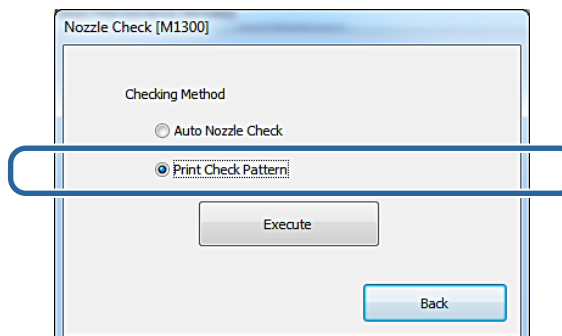 Nozzle Check [M1300]
Checking Method
Auto Nozzle Check
Print Check Pattern
Execute
Back